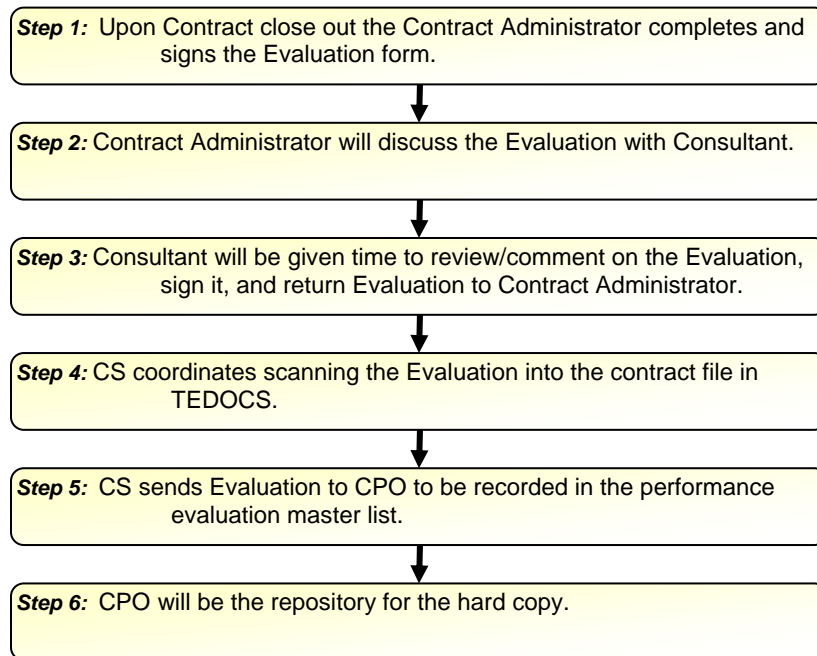 Step 1: Upon Contract close out the Contract Administrator completes and
signs the Evaluation form.
Step 2: Contract Administrator will discuss the Evaluation with Consultant.
Step 3: Consultant will be given time to review/comment on the Evaluation,
sign it, and return Evaluation to Contract Administrator.
Step 4: CS coordinates scanning the Evaluation into the contract file in
TEDOCS.
Step 5: CS sends Evaluation to CPO to be recorded in the performance
evaluation master list.
Step 6: CPO will be the repository for the hard copy.